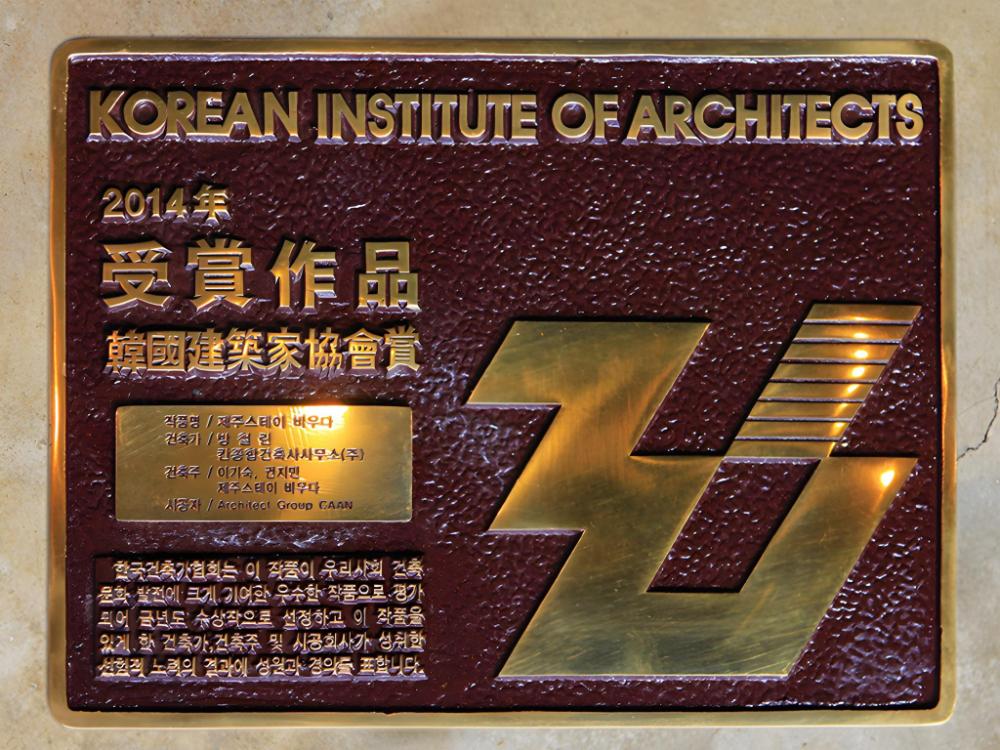 KOREAN INSTITUTE OF ARCHITECTS
2014年
受賞作品
韓國建築家協會賞
작품명 / 제주스테이 비우다
건축가 / 방 철 린
칸종합건축사사무소(주)
건축주 / 이기숙, 권지민
제주스테이 비우다
시공자 / Architect Group CAAN
한국건축가협회는 이 작품이 우리사회 건축
문화 발전에 크게 기여한 우수한 작품으로 평가
되어 금년도 수상작으로 선정하고 이 작품을
있게 한 건축가,건축주 및 시공회사가 성취한
선험적 노력의 결과에 성원과 경의를 표합니다.